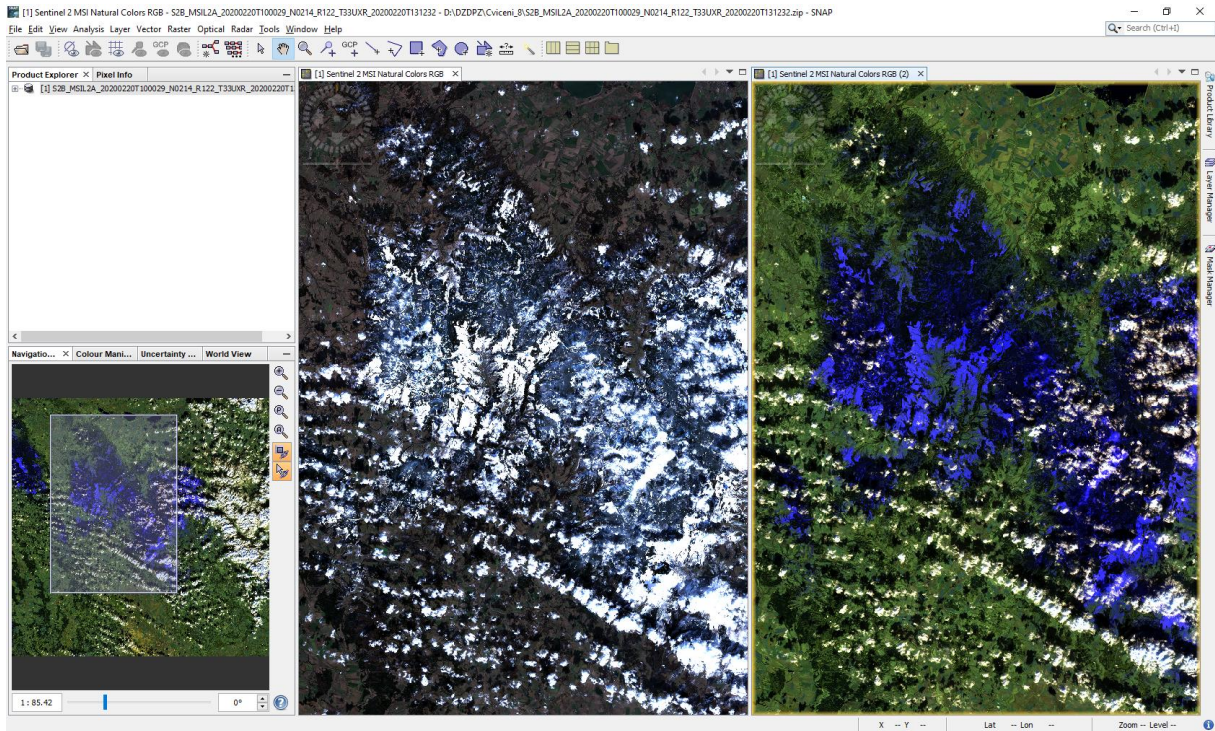 [1] Sentinel 2 MSI Natural Colors RGB - S2B_MSIL2A_20200220T100029_N0214_R122_T33UXR_20200220T131232 - D:\DZDPZ\Cviceni_8\S2B_MSIL2A_20200220T100029_N0214_R122_T33UXR_20200220T131232.zip - SNAP
File Edit View Analysis Layer Vector Raster Optical Radar Tools Window Help
Search (Ctrl+I)
GCP GCP
Product Explorer Pixel Info
[1] S2B_MSIL2A_20200220T100029_N0214_R122_T33UXR_20200220T1
[1] Sentinel 2 MSI Natural Colors RGB
[1] Sentinel 2 MSI Natural Colors RGB (2)
Product Library
Layer Manager
Mask Manager
Navigatio... Colour Mani... Uncertainty ... World View
1 : 85.42
0°
X -- Y -- Lat -- Lon -- Zoom -- Level --